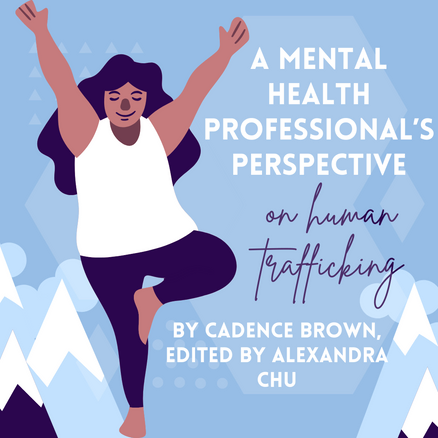 A MENTAL
HEALTH
PROFESSIONAL'S
PERSPECTIVE
on human
trafficking
BY CADENCE BROWN,
EDITED BY ALEXANDRA
CHU